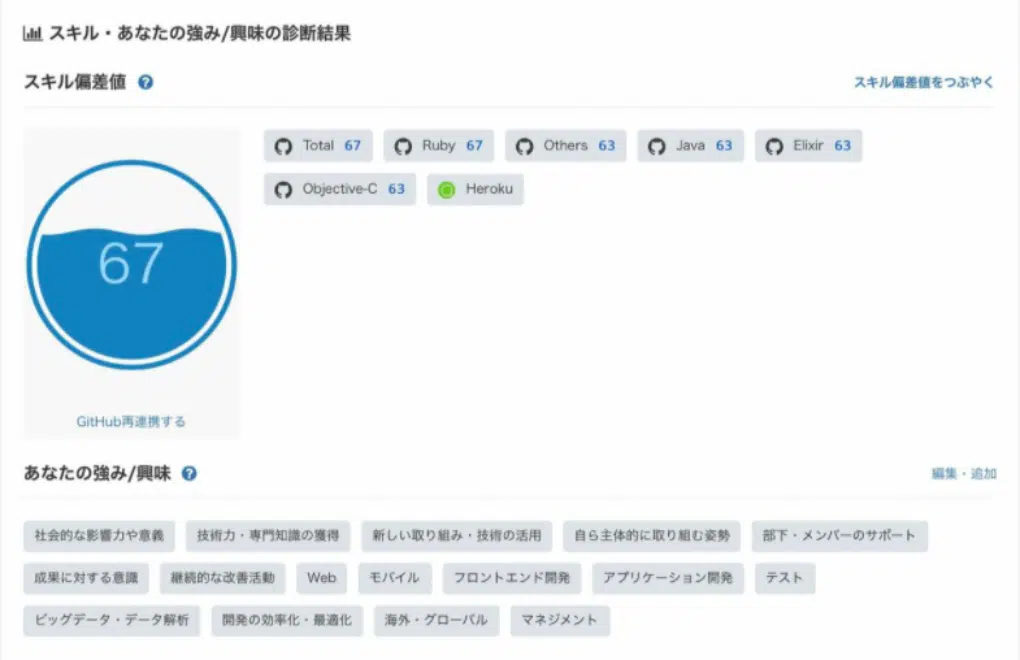 スキル・あなたの強み/興味の診断結果
スキル偏差値 ? スキル偏差値をつぶやく
Total 67 Ruby 67 Others 63 Java 63 Elixir 63
Objective-C 63 Heroku
67
GitHub再連携する
あなたの強み/興味 ? 編集・追加
社会的な影響力や意義 技術力・専門知識の獲得 新しい取り組み・技術の活用 自ら主体的に取り組む姿勢 部下・メンバーのサポート
成果に対する意識 継続的な改善活動 Web モバイル フロントエンド開発 アプリケーション開発 テスト
ビッグデータ・データ解析 開発の効率化・最適化 海外・グローバル マネジメント